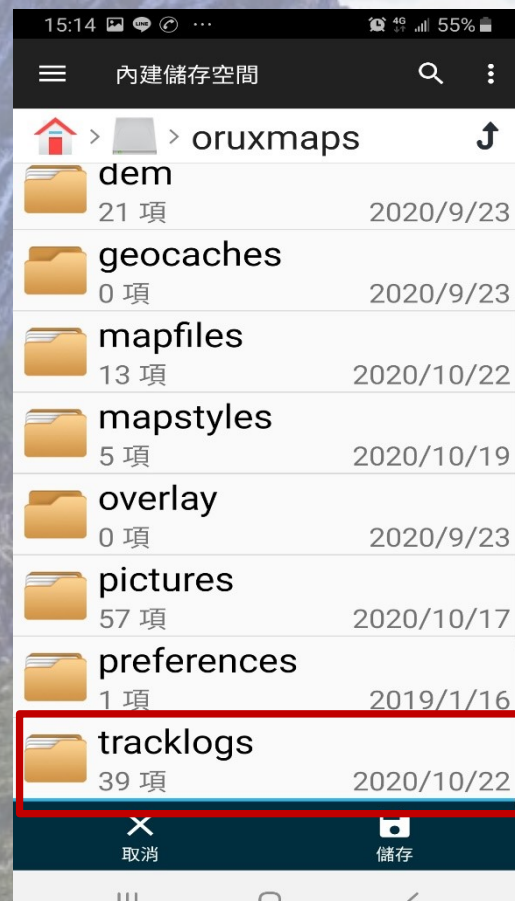 15:14 ... 4G 55%
內建儲存空間
> > oruxmaps
dem
21 項 2020/9/23
geocaches
0 項 2020/9/23
mapfiles
13 項 2020/10/22
mapstyles
5 項 2020/10/19
overlay
0 項 2020/9/23
pictures
57 項 2020/10/17
preferences
1 項 2019/1/16
tracklogs
39 項 2020/10/22
取消 儲存